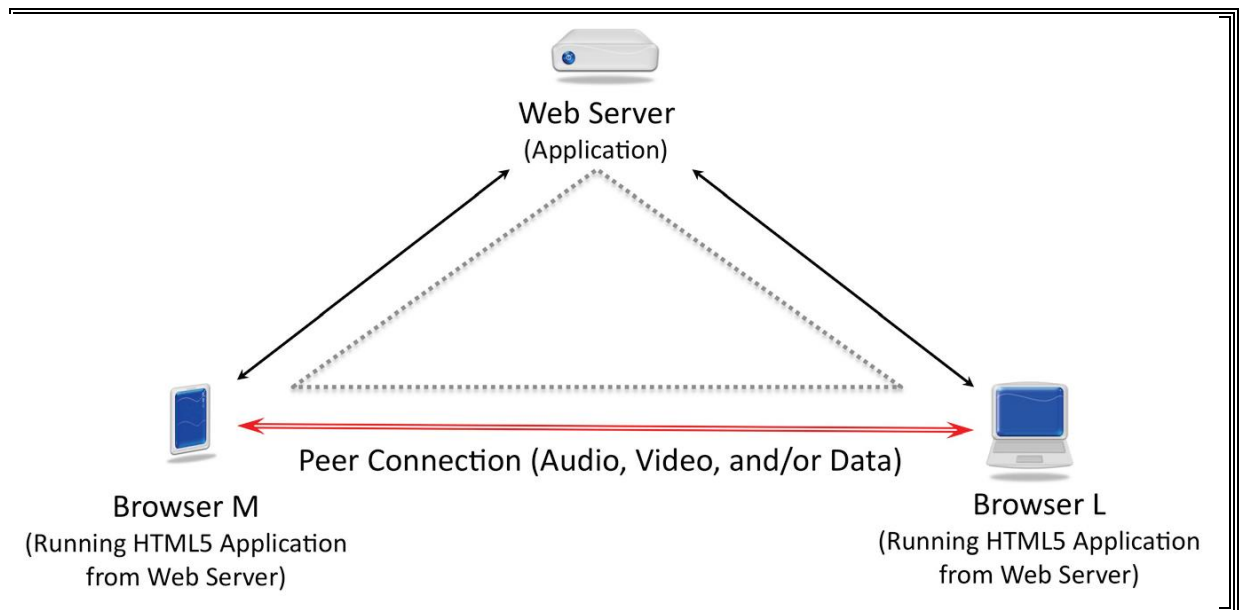 Web Server
(Application)
Peer Connection (Audio, Video, and/or Data)
Browser M
(Running HTML5 Application
from Web Server)
Browser L
(Running HTML5 Application
from Web Server)